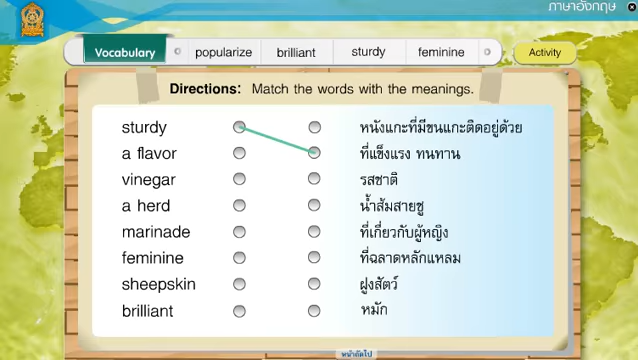 ภาษาอังกฤษ
Vocabulary popularize brilliant sturdy feminine Activity
Directions: Match the words with the meanings.
sturdy หนังแกะที่มีขนแกะติดอยู่ด้วย
a flavor ที่แข็งแรง ทนทาน
vinegar รสชาติ
a herd น้ำส้มสายชู
marinade ที่เกี่ยวกับผู้หญิง
feminine ที่ฉลาดหลักแหลม
sheepskin ฝูงสัตว์
brilliant หมัก
หน้าถัดไป